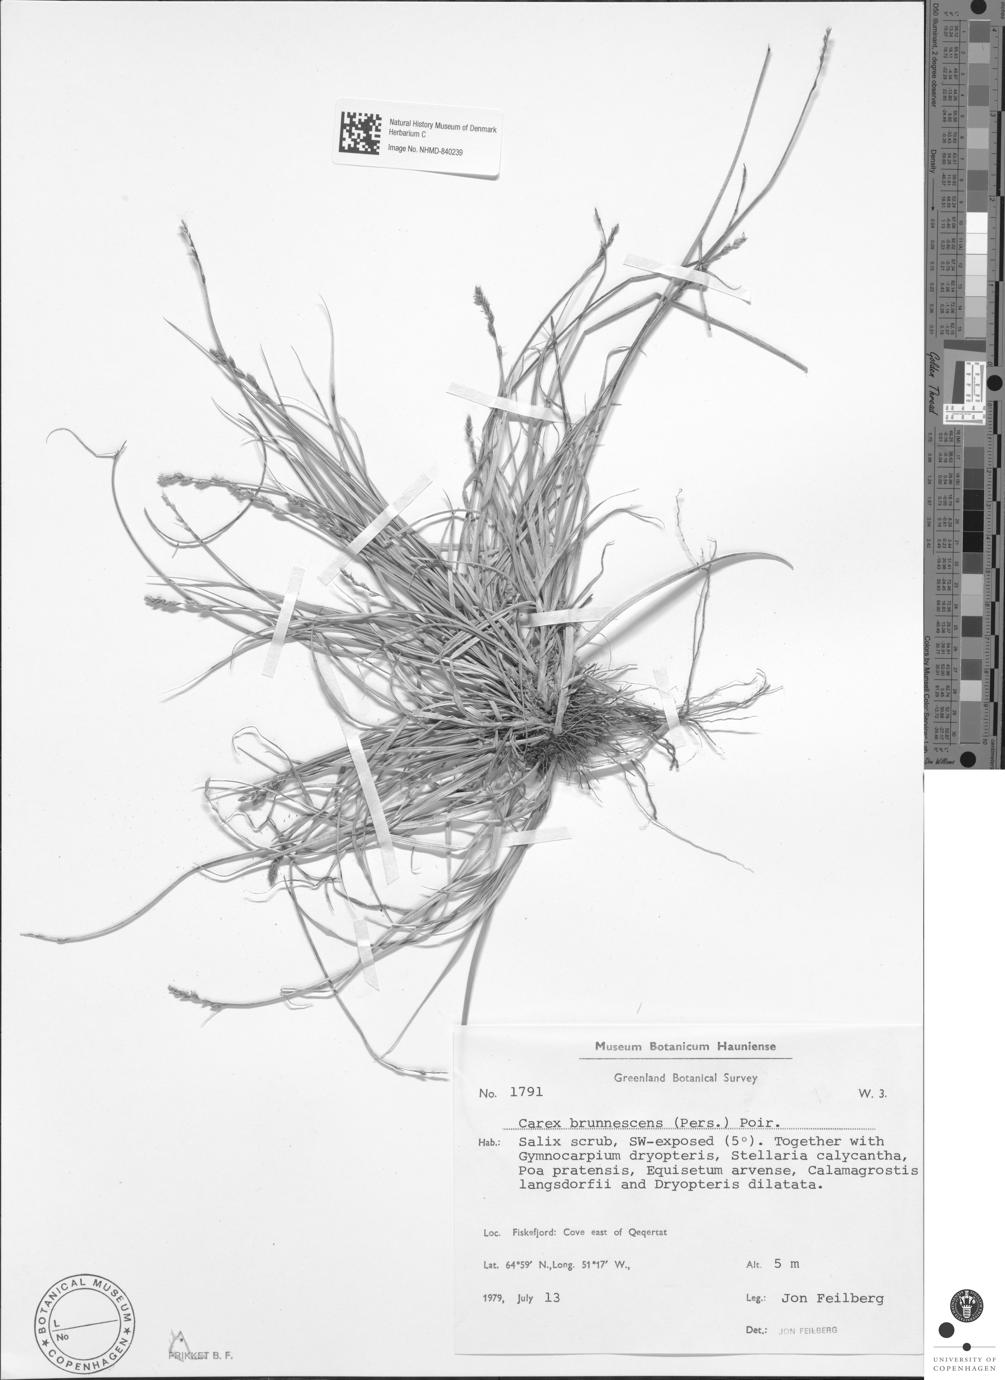 Natural History Museum of Denmark
Herbarium C
Image No. NHMD-840239
D50 Illuminant, 2 degree observer
Density
Golden Thread
Colors by Munsell Color Services Lab
Museum Botanicum Hauniense
Greenland Botanical Survey
No. 1791 W. 3.
Carex brunnescens (Pers.) Poir.
Hab.: Salix scrub, SW-exposed (5°). Together with
Gymnocarpium dryopteris, Stellaria calycantha,
Poa pratensis, Equisetum arvense, Calamagrostis
langsdorfii and Dryopteris dilatata.
Loc. Fiskefjord: Cove east of Qeqertat
Lat. 64°59' N.,Long. 51°17' W., Alt. 5 m
1979, July 13 Leg.: Jon Feilberg
Det.: JON FEILBERG
BOTANICAL MUSEUM
L
No
COPENHAGEN
PRIKKET B. F.
UNIVERSITY OF
COPENHAGEN